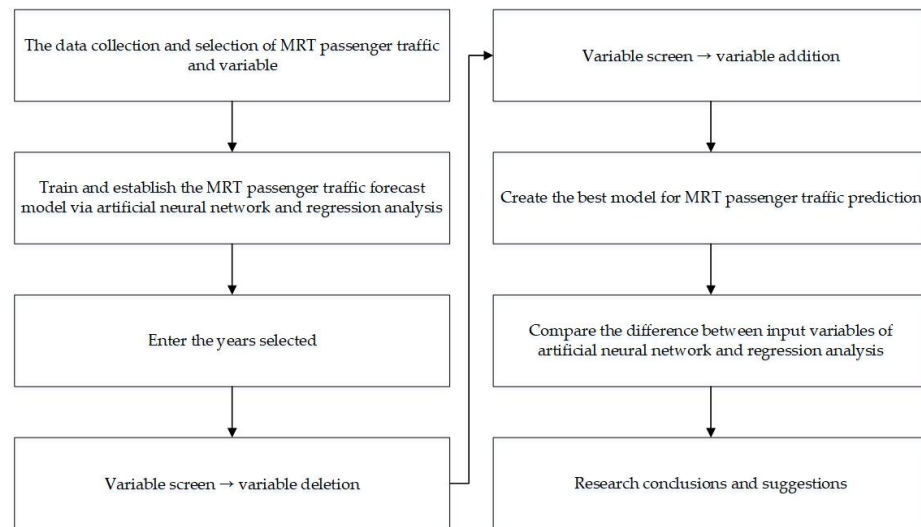 The data collection and selection of MRT passenger traffic
and variable
Train and establish the MRT passenger traffic forecast
model via artificial neural network and regression analysis
Enter the years selected
Variable screen → variable deletion
Variable screen → variable addition
Create the best model for MRT passenger traffic prediction
Compare the difference between input variables of
artificial neural network and regression analysis
Research conclusions and suggestions